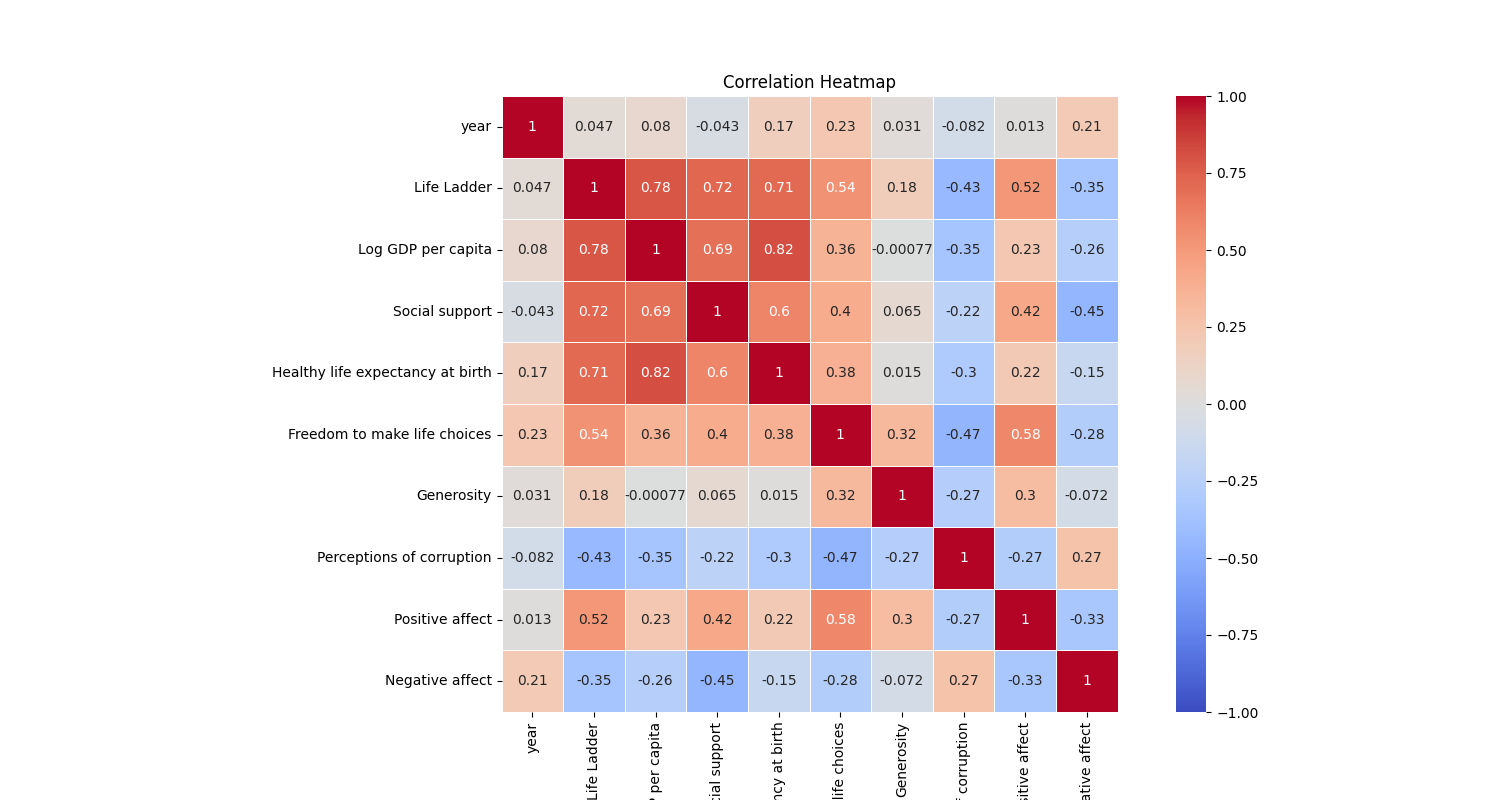 Correlation Heatmap
year 1 0.047 0.08 -0.043 0.17 0.23 0.031 -0.082 0.013 0.21
Life Ladder 0.047 1 0.78 0.72 0.71 0.54 0.18 -0.43 0.52 -0.35
Log GDP per capita 0.08 0.78 1 0.69 0.82 0.36 -0.00077 -0.35 0.23 -0.26
Social support -0.043 0.72 0.69 1 0.6 0.4 0.065 -0.22 0.42 -0.45
Healthy life expectancy at birth 0.17 0.71 0.82 0.6 1 0.38 0.015 -0.3 0.22 -0.15
Freedom to make life choices 0.23 0.54 0.36 0.4 0.38 1 0.32 -0.47 0.58 -0.28
Generosity 0.031 0.18 -0.00077 0.065 0.015 0.32 1 -0.27 0.3 -0.072
Perceptions of corruption -0.082 -0.43 -0.35 -0.22 -0.3 -0.47 -0.27 1 -0.27 0.27
Positive affect 0.013 0.52 0.23 0.42 0.22 0.58 0.3 -0.27 1 -0.33
Negative affect 0.21 -0.35 -0.26 -0.45 -0.15 -0.28 -0.072 0.27 -0.33 1
year
Life Ladder
per capita
support
at birth
life choices
Generosity
corruption
affect
affect
1.00
0.75
0.50
0.25
0.00
−0.25
−0.50
−0.75
−1.00